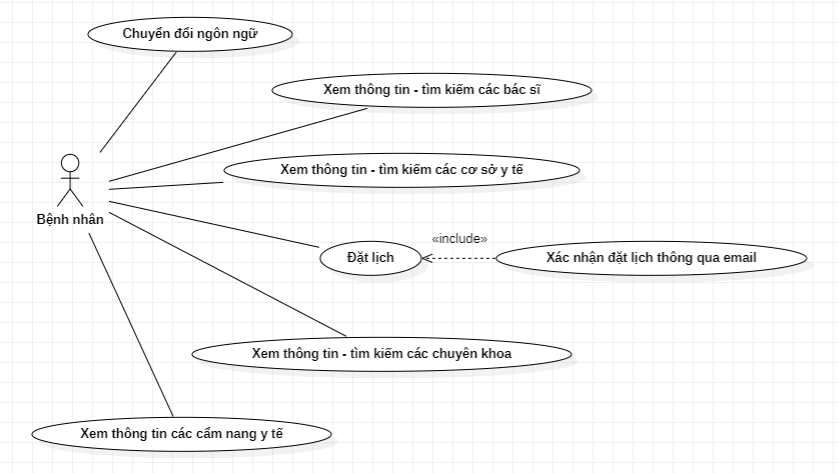 Chuyển đổi ngôn ngữ
Xem thông tin - tìm kiếm các bác sĩ
Xem thông tin - tìm kiếm các cơ sở y tế
Bệnh nhân
«include»
Đặt lịch
Xác nhận đặt lịch thông qua email
Xem thông tin - tìm kiếm các chuyên khoa
Xem thông tin các cẩm nang y tế